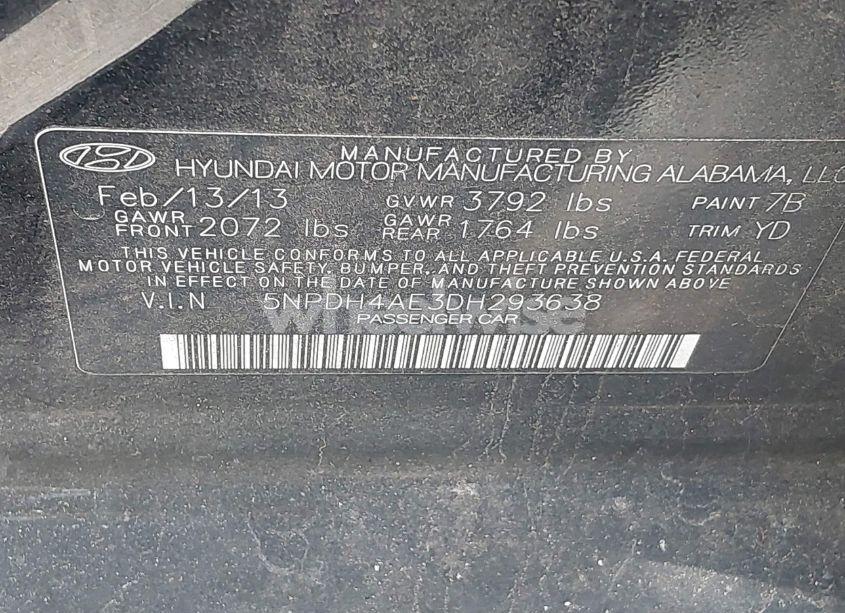 MANUFACTURED BY
HYUNDAI MOTOR MANUFACTURING ALABAMA, LLC
Feb/13/13 GVWR 3792 lbs PAINT 7B
GAWR FRONT 2072 lbs GAWR REAR 1764 lbs TRIM YD
THIS VEHICLE CONFORMS TO ALL APPLICABLE U.S.A. FEDERAL
MOTOR VEHICLE SAFETY, BUMPER, AND THEFT PREVENTION STANDARDS
IN EFFECT ON THE DATE OF MANUFACTURE SHOWN ABOVE
V.I.N 5NPDH4AE3DH293638
PASSENGER CAR